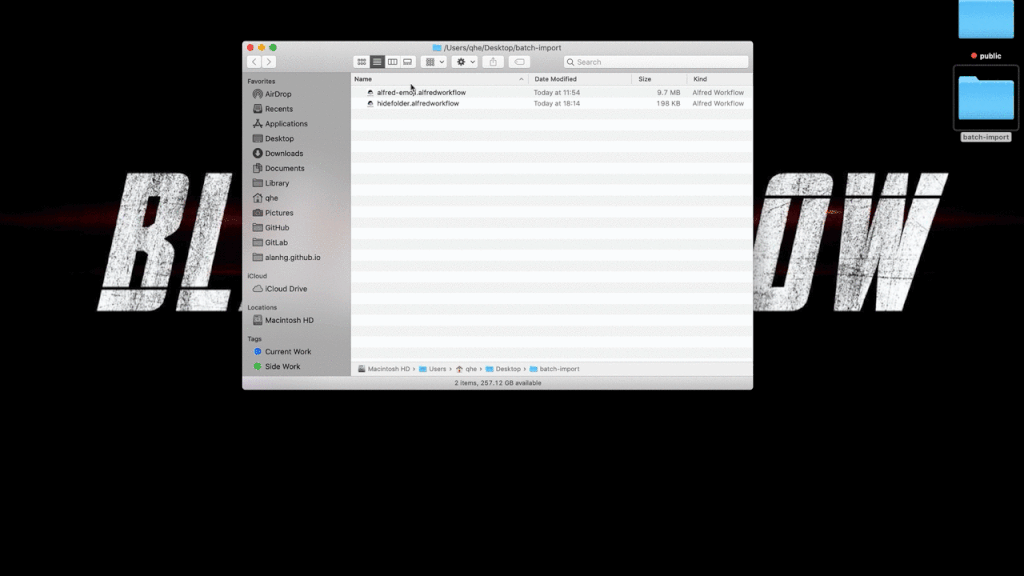 /Users/qhe/Desktop/batch-import
Search
Favorites
AirDrop
Recents
Applications
Desktop
Downloads
Documents
Library
qhe
Pictures
GitHub
GitLab
alanhg.github.io
iCloud
iCloud Drive
Locations
Macintosh HD
Tags
Current Work
Side Work
Name Date Modified Size Kind
alfred-emoji.alfredworkflow Today at 11:54 9.7 MB Alfred Workflow
hidefolder.alfredworkflow Today at 18:14 198 KB Alfred Workflow
Macintosh HD › Users › qhe › Desktop › batch-import
2 items, 257.12 GB available
public
batch-import
BL
OW